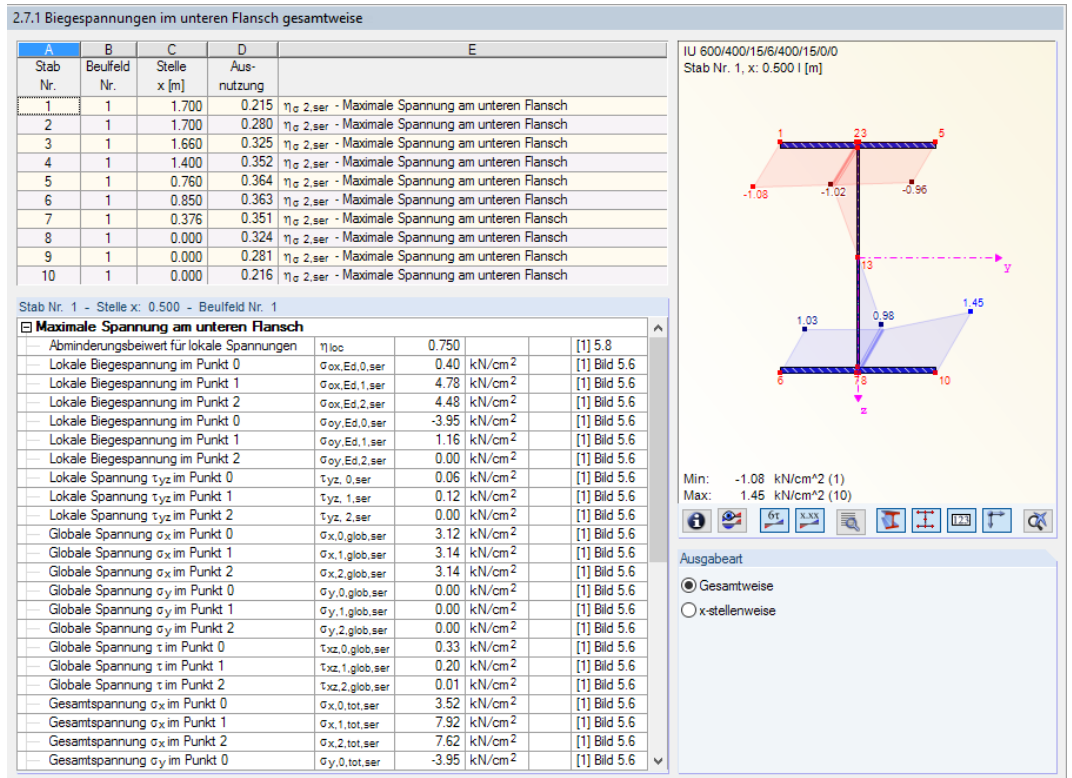 2.7.1 Biegespannungen im unteren Flansch gesamtweise
A B C D E
Stab Beulfeld Stelle Aus-
Nr. Nr. x [m] nutzung
1 1 1.700 0.215 ησ 2,ser - Maximale Spannung am unteren Flansch
2 1 1.700 0.280 ησ 2,ser - Maximale Spannung am unteren Flansch
3 1 1.660 0.325 ησ 2,ser - Maximale Spannung am unteren Flansch
4 1 1.400 0.352 ησ 2,ser - Maximale Spannung am unteren Flansch
5 1 0.760 0.364 ησ 2,ser - Maximale Spannung am unteren Flansch
6 1 0.850 0.363 ησ 2,ser - Maximale Spannung am unteren Flansch
7 1 0.376 0.351 ησ 2,ser - Maximale Spannung am unteren Flansch
8 1 0.000 0.324 ησ 2,ser - Maximale Spannung am unteren Flansch
9 1 0.000 0.281 ησ 2,ser - Maximale Spannung am unteren Flansch
10 1 0.000 0.216 ησ 2,ser - Maximale Spannung am unteren Flansch
Stab Nr. 1 - Stelle x: 0.500 - Beulfeld Nr. 1
Maximale Spannung am unteren Flansch
Abminderungsbeiwert für lokale Spannungen ηloc 0.750 [1] 5.8
Lokale Biegespannung im Punkt 0 σox,Ed,0,ser 0.40 kN/cm2 [1] Bild 5.6
Lokale Biegespannung im Punkt 1 σox,Ed,1,ser 4.78 kN/cm2 [1] Bild 5.6
Lokale Biegespannung im Punkt 2 σox,Ed,2,ser 4.48 kN/cm2 [1] Bild 5.6
Lokale Biegespannung im Punkt 0 σoy,Ed,0,ser -3.95 kN/cm2 [1] Bild 5.6
Lokale Biegespannung im Punkt 1 σoy,Ed,1,ser 1.16 kN/cm2 [1] Bild 5.6
Lokale Biegespannung im Punkt 2 σoy,Ed,2,ser 0.00 kN/cm2 [1] Bild 5.6
Lokale Spannung τyz im Punkt 0 τyz, 0,ser 0.06 kN/cm2 [1] Bild 5.6
Lokale Spannung τyz im Punkt 1 τyz, 1,ser 0.12 kN/cm2 [1] Bild 5.6
Lokale Spannung τyz im Punkt 2 τyz, 2,ser 0.00 kN/cm2 [1] Bild 5.6
Globale Spannung σx im Punkt 0 σx,0,glob,ser 3.12 kN/cm2 [1] Bild 5.6
Globale Spannung σx im Punkt 1 σx,1,glob,ser 3.14 kN/cm2 [1] Bild 5.6
Globale Spannung σx im Punkt 2 σx,2,glob,ser 3.14 kN/cm2 [1] Bild 5.6
Globale Spannung σy im Punkt 0 σy,0,glob,ser 0.00 kN/cm2 [1] Bild 5.6
Globale Spannung σy im Punkt 1 σy,1,glob,ser 0.00 kN/cm2 [1] Bild 5.6
Globale Spannung σy im Punkt 2 σy,2,glob,ser 0.00 kN/cm2 [1] Bild 5.6
Globale Spannung τ im Punkt 0 τxz,0,glob,ser 0.33 kN/cm2 [1] Bild 5.6
Globale Spannung τ im Punkt 1 τxz,1,glob,ser 0.20 kN/cm2 [1] Bild 5.6
Globale Spannung τ im Punkt 2 τxz,2,glob,ser 0.01 kN/cm2 [1] Bild 5.6
Gesamtspannung σx im Punkt 0 σx,0,tot,ser 3.52 kN/cm2 [1] Bild 5.6
Gesamtspannung σx im Punkt 1 σx,1,tot,ser 7.92 kN/cm2 [1] Bild 5.6
Gesamtspannung σx im Punkt 2 σx,2,tot,ser 7.62 kN/cm2 [1] Bild 5.6
Gesamtspannung σy im Punkt 0 σy,0,tot,ser -3.95 kN/cm2 [1] Bild 5.6
IU 600/400/15/6/400/15/0/0
Stab Nr. 1, x: 0.500 l [m]
1 23 5
-1.08 -1.02 -0.96
13 y
1.03 0.98 1.45
6 78 10
z
Min: -1.08 kN/cm^2 (1)
Max: 1.45 kN/cm^2 (10)
στ x.xx 123
Ausgabeart
Gesamtweise
x-stellenweise